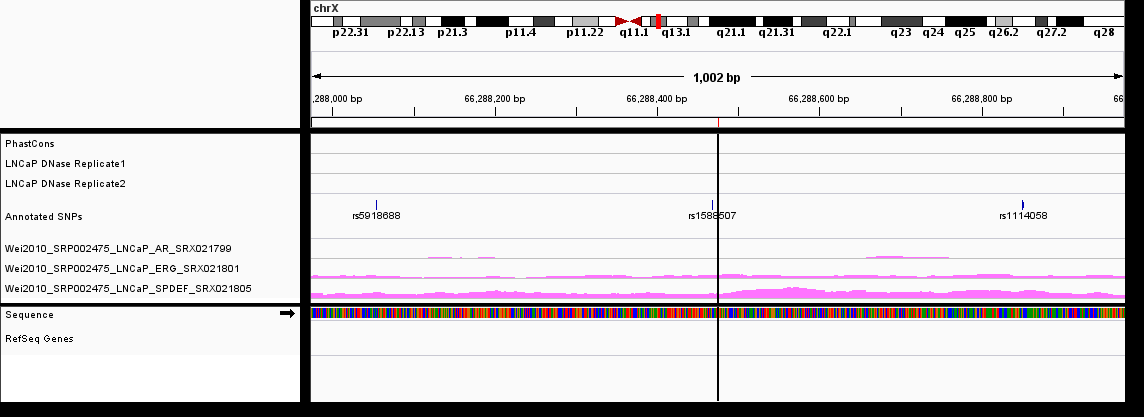 chrX
p22.31 p22.13 p21.3 p11.4 p11.22 q11.1 q13.1 q21.1 q21.31 q22.1 q23 q24 q25 q26.2 q27.2 q28
1,002 bp
,288,000 bp 66,288,200 bp 66,288,400 bp 66,288,600 bp 66,288,800 bp 66
PhastCons
LNCaP DNase Replicate1
LNCaP DNase Replicate2
Annotated SNPs rs5918688 rs1588507 rs1114058
Wei2010_SRP002475_LNCaP_AR_SRX021799
Wei2010_SRP002475_LNCaP_ERG_SRX021801
Wei2010_SRP002475_LNCaP_SPDEF_SRX021805
Sequence
RefSeq Genes